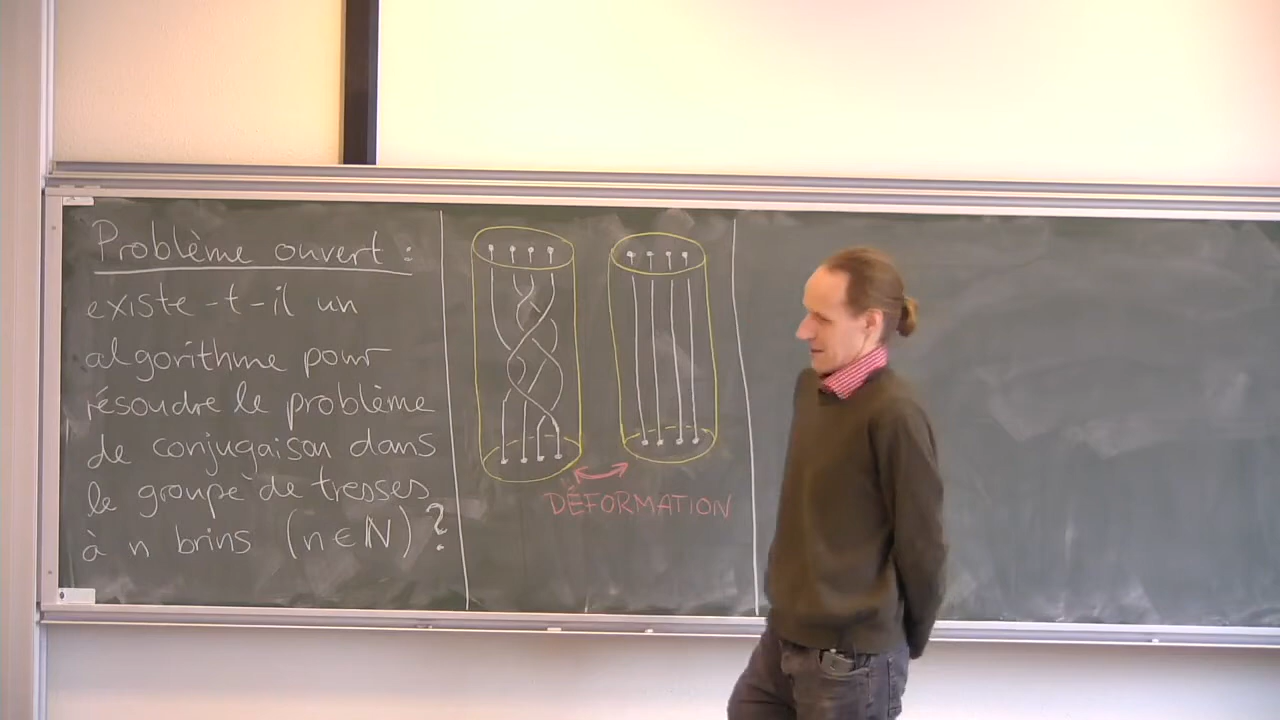 Problème ouvert :
existe-t-il un
algorithme pour
résoudre le problème
de conjugaison dans
le groupe de tresses
à n brins (n ∈ ℕ) ?
DÉFORMATION